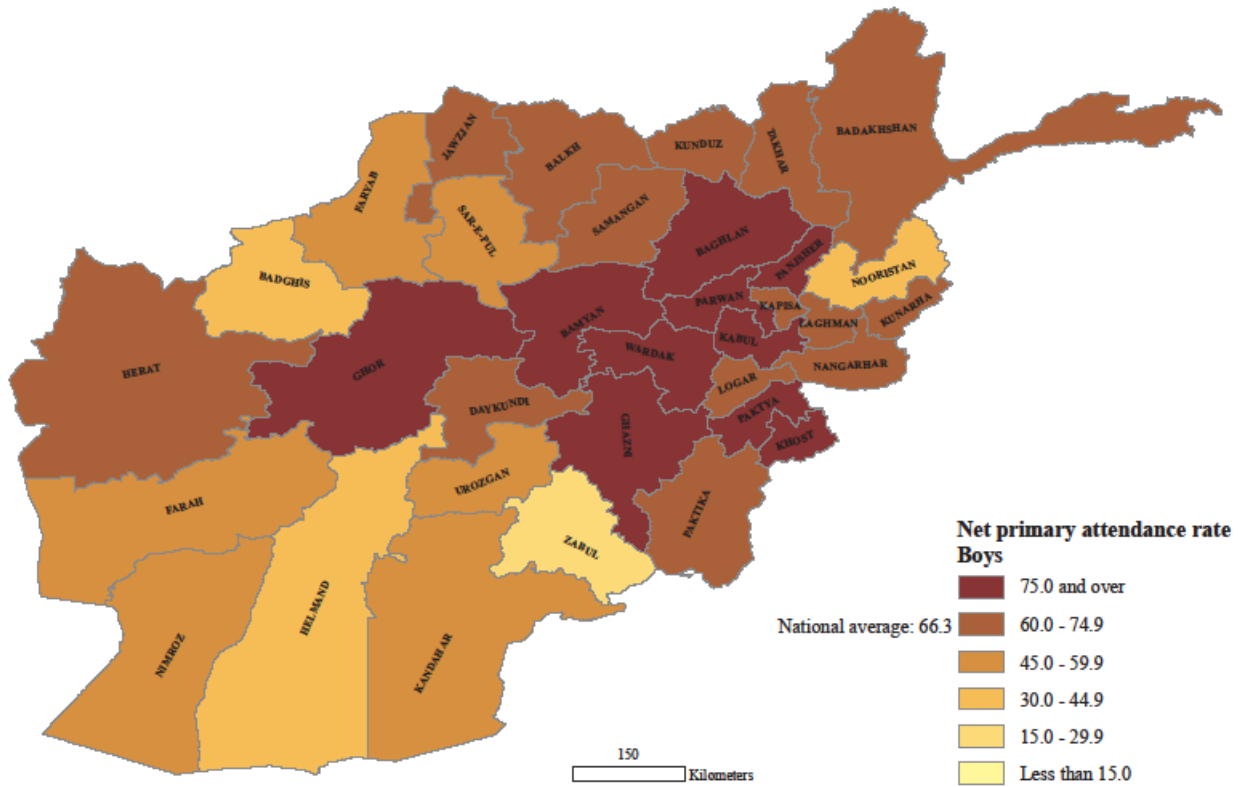 BADAKHSHAN
JAWZJAN
BALKH
KUNDUZ
TAKHAR
FARYAB
SAR-E-PUL
SAMANGAN
BAGHLAN
PANJSHER
BADGHIS
NOORISTAN
BAMYAN
PARWAN
KAPISA
KUNARHA
LAGHMAN
KABUL
WARDAK
NANGARHAR
HERAT
GHOR
LOGAR
DAYKUNDI
PAKTYA
GHAZNI
KHOST
UROZGAN
FARAH
PAKTIKA
ZABUL
HELMAND
NIMROZ
KANDAHAR
Net primary attendance rate
Boys
75.0 and over
National average: 66.3
60.0 - 74.9
45.0 - 59.9
30.0 - 44.9
15.0 - 29.9
Less than 15.0
150
Kilometers